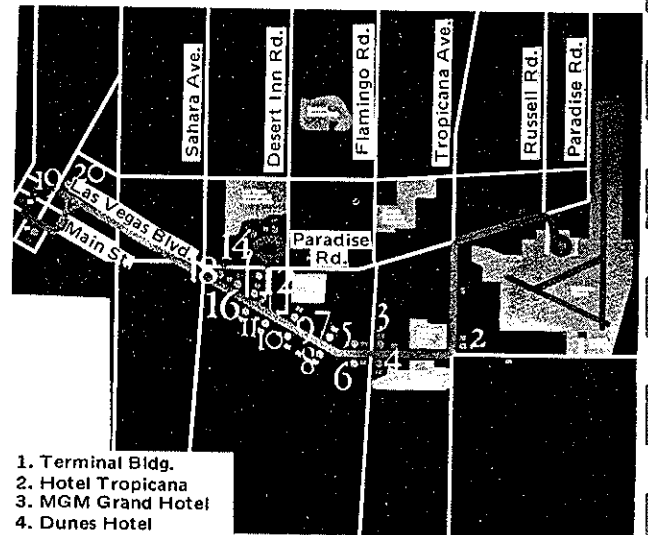 Sahara Ave.
Desert Inn Rd.
Flamingo Rd.
Tropicana Ave.
Russell Rd.
Paradise Rd.
19
20
Las Vegas Blvd.
Main St.
14
Paradise
Rd.
18
16
12
11
10
9
7
8
5
3
6
4
2
1. Terminal Bldg.
2. Hotel Tropicana
3. MGM Grand Hotel
4. Dunes Hotel